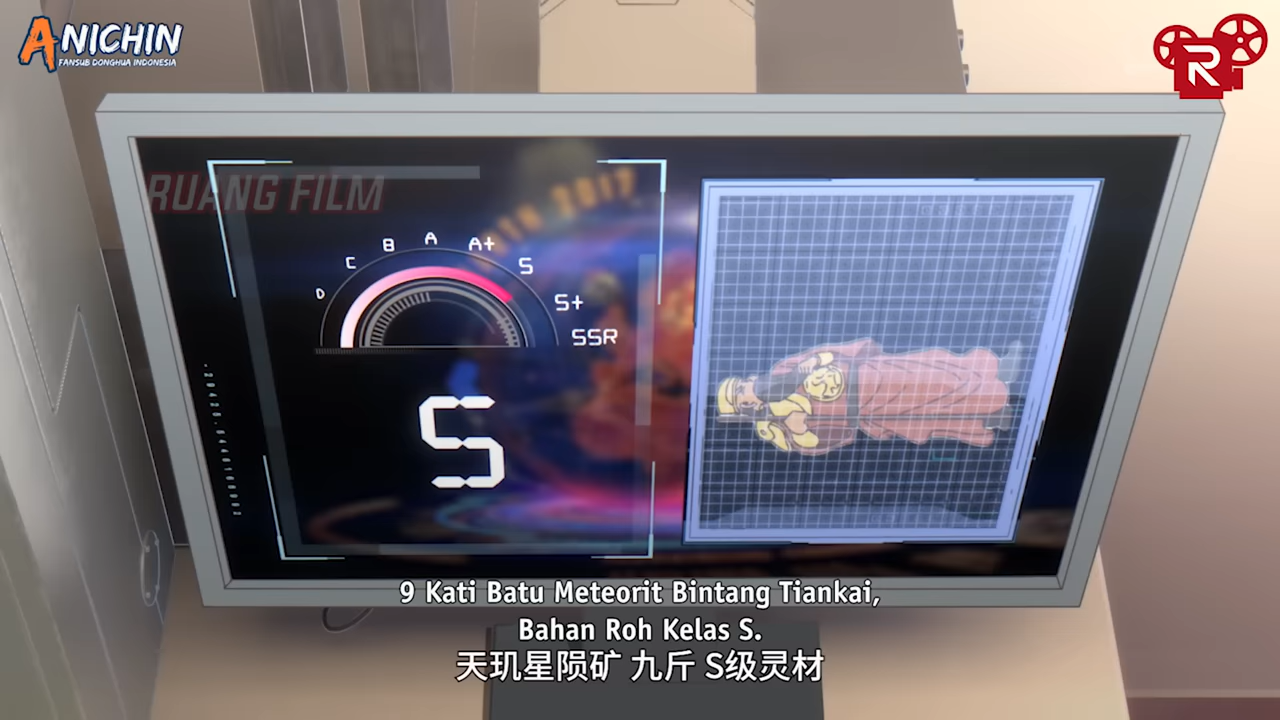 ANICHIN
FANSUB DONGHUA INDONESIA
R
RUANG FILM
D
C
B
A
A+
S
S+
SSR
S
9 Kati Batu Meteorit Bintang Tiankai,
Bahan Roh Kelas S.
天玑星陨矿 九斤 S级灵材